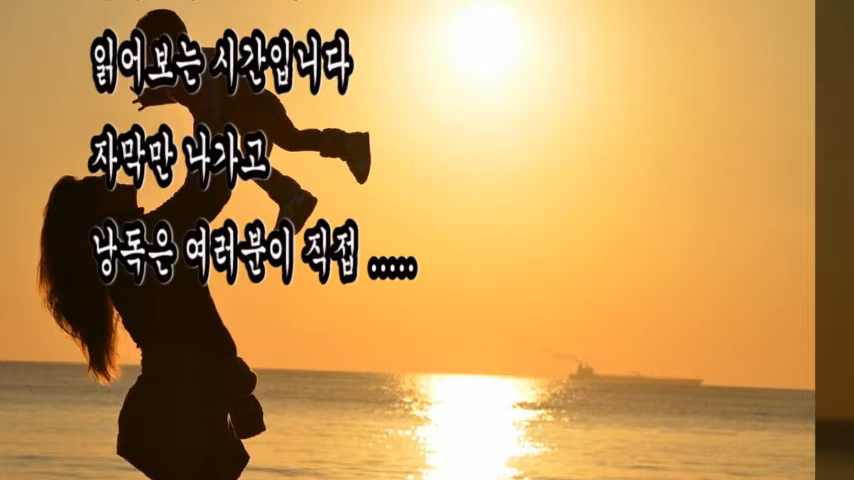 읽어보는 시간입니다
자막만 나가고
낭독은 여러분이 직접 .....